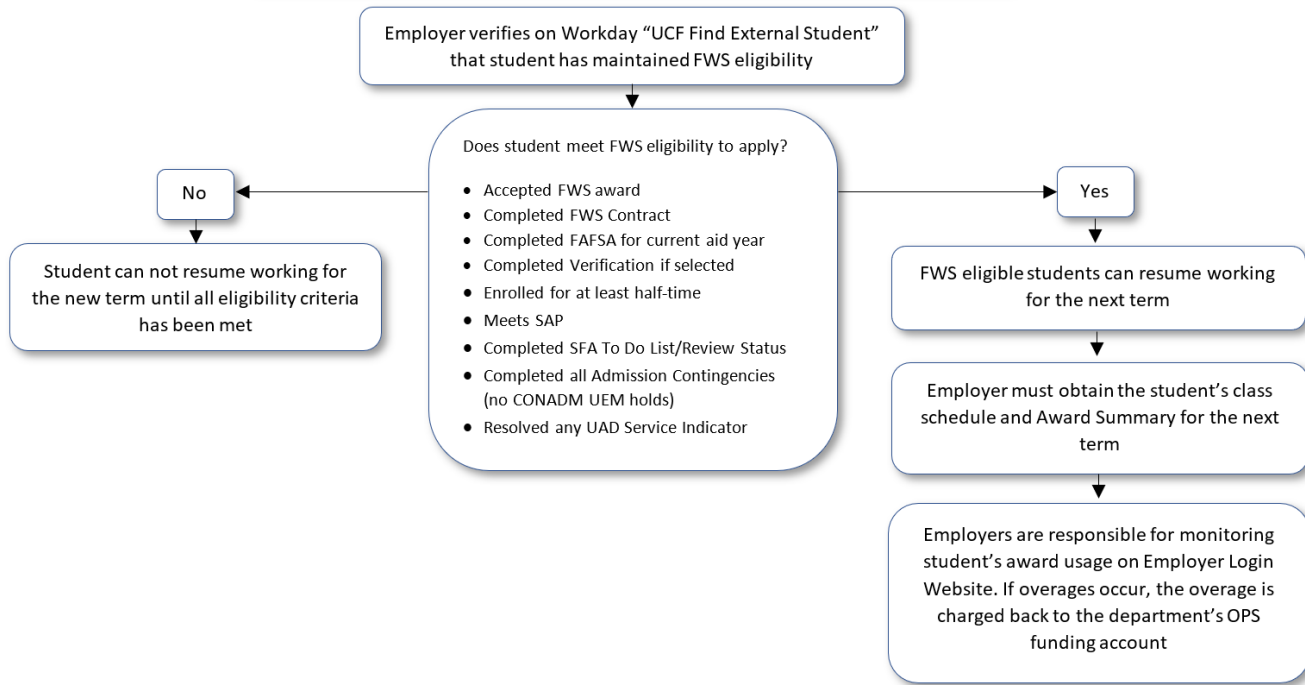 Employer verifies on Workday “UCF Find External Student”
that student has maintained FWS eligibility
Does student meet FWS eligibility to apply?
• Accepted FWS award
• Completed FWS Contract
• Completed FAFSA for current aid year
• Completed Verification if selected
• Enrolled for at least half-time
• Meets SAP
• Completed SFA To Do List/Review Status
• Completed all Admission Contingencies
(no CONADM UEM holds)
• Resolved any UAD Service Indicator
No
Student can not resume working for
the new term until all eligibility criteria
has been met
Yes
FWS eligible students can resume working
for the next term
Employer must obtain the student’s class
schedule and Award Summary for the next
term
Employers are responsible for monitoring
student’s award usage on Employer Login
Website. If overages occur, the overage is
charged back to the department’s OPS
funding account